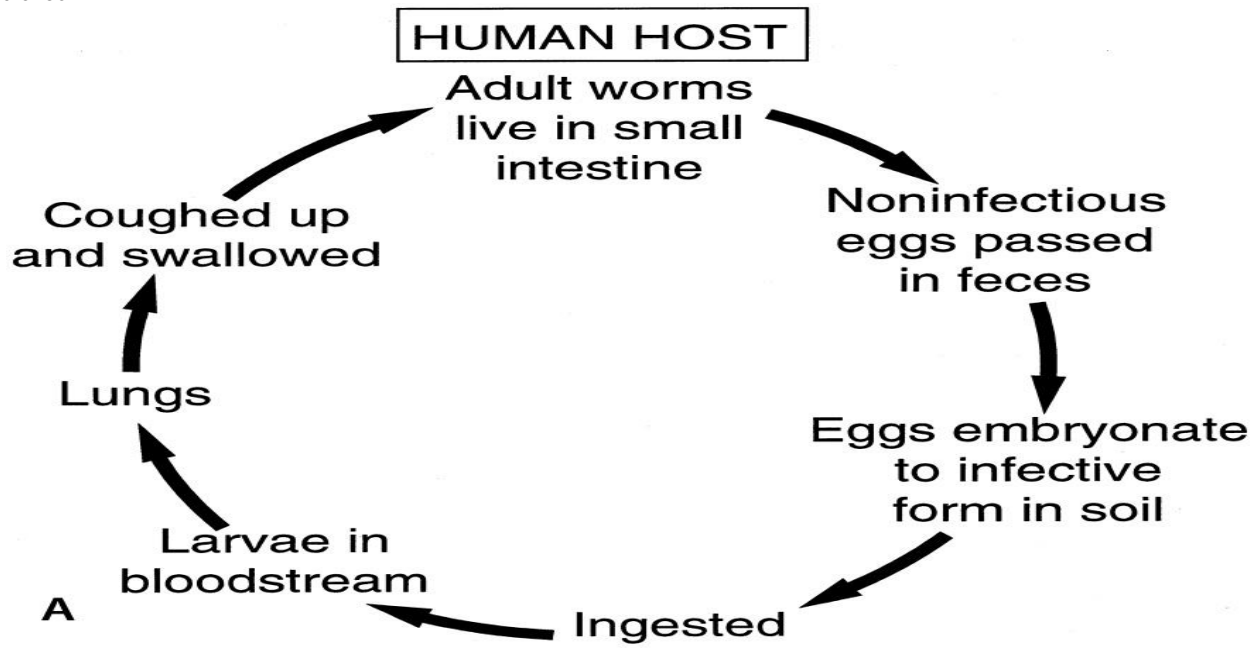 HUMAN HOST
Adult worms
live in small
intestine
Noninfectious
eggs passed
in feces
Eggs embryonate
to infective
form in soil
Ingested
Larvae in
bloodstream
Lungs
Coughed up
and swallowed
A